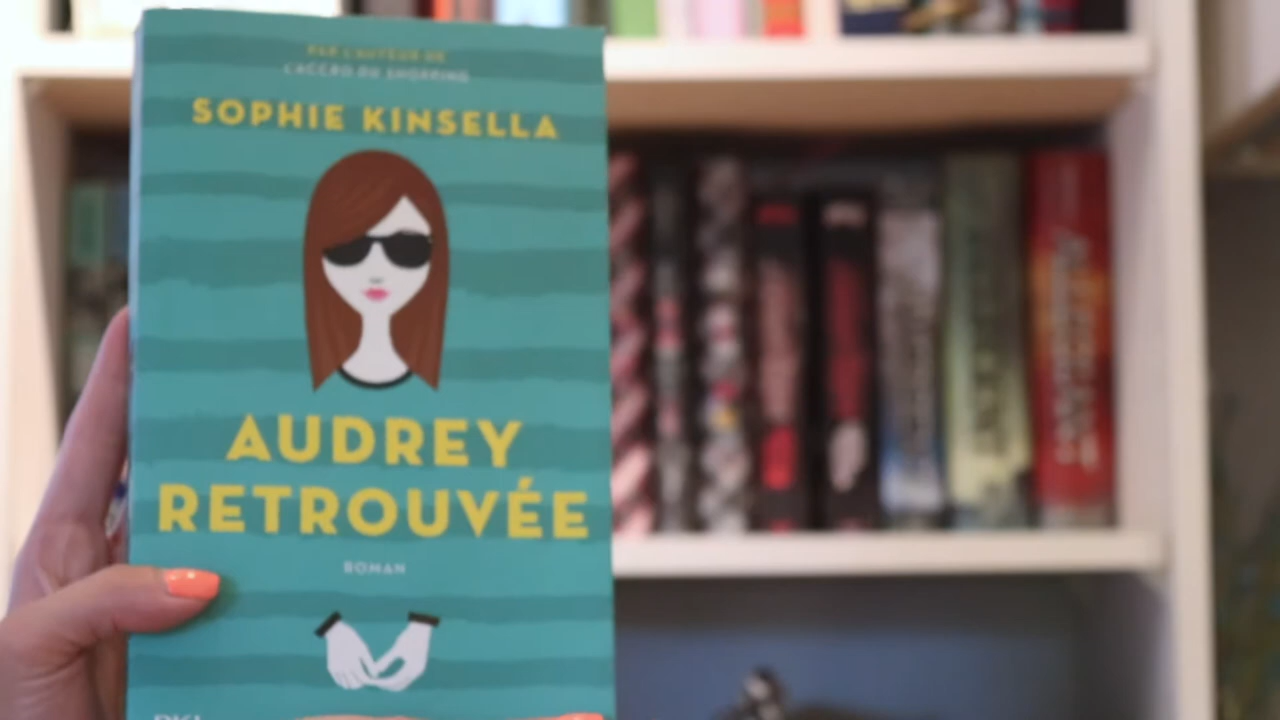 PAR L'AUTEUR DE
L'ACCRO DU SHOPPING
SOPHIE KINSELLA
AUDREY
RETROUVÉE
ROMAN